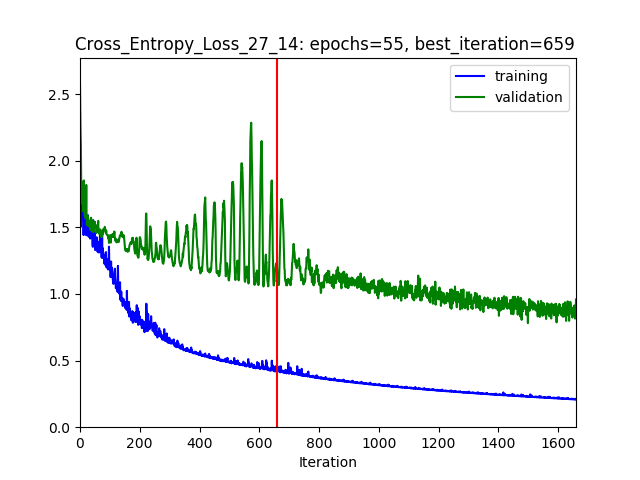 Cross_Entropy_Loss_27_14: epochs=55, best_iteration=659
training
validation
2.5
2.0
1.5
1.0
0.5
0.0
0 200 400 600 800 1000 1200 1400 1600
Iteration